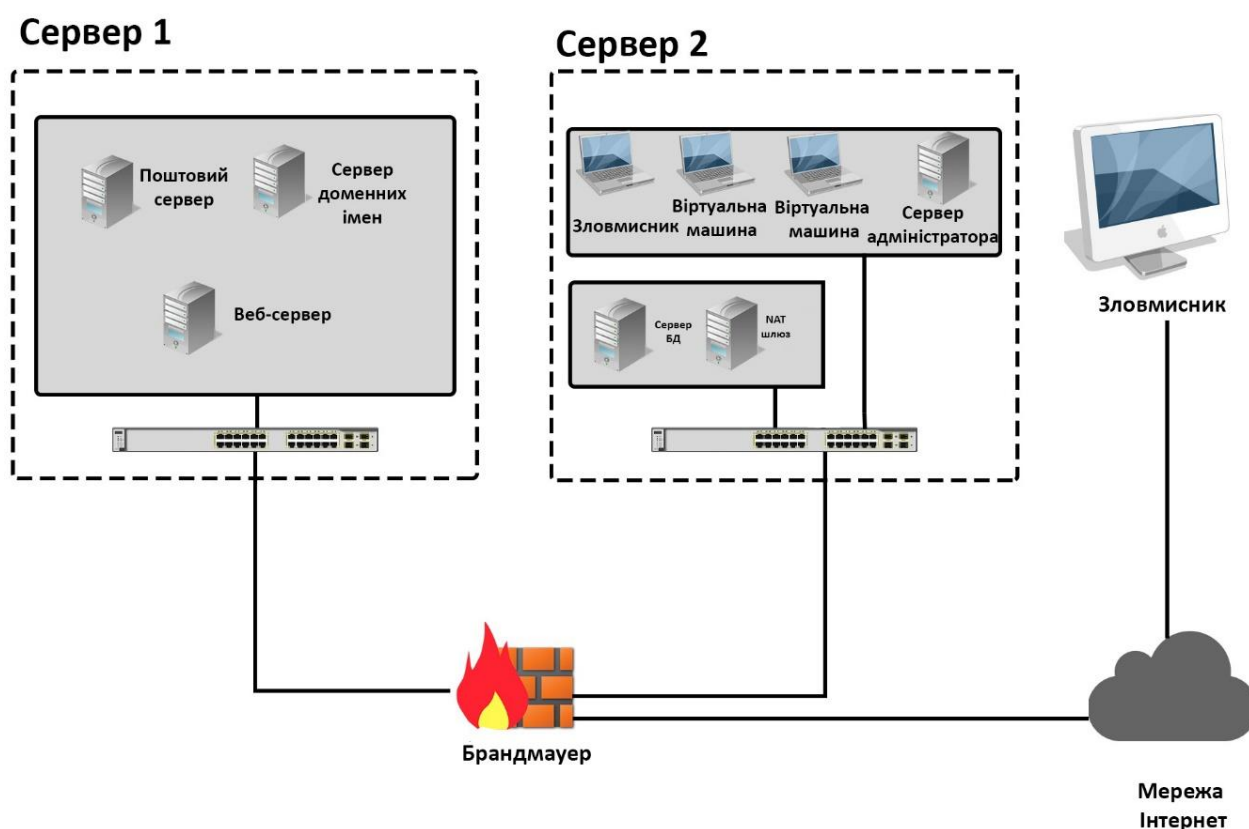 Сервер 1
Поштовий
сервер
Сервер
доменних
імен
Веб-сервер
Сервер 2
Зловмисник
Віртуальна
машина
Віртуальна
машина
Сервер
адміністратора
Сервер
БД
NAT
шлюз
Зловмисник
Брандмауер
Мережа
Інтернет